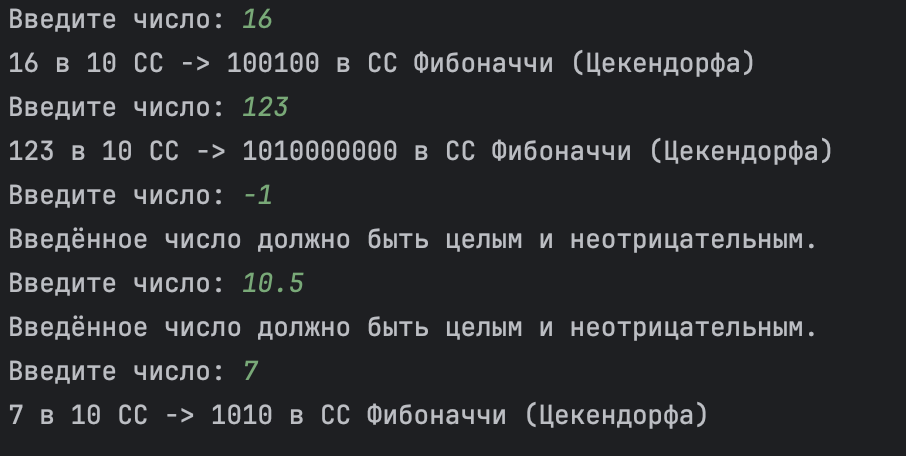 Введите число: 16
16 в 10 СС -> 100100 в СС Фибоначчи (Цекендорфа)
Введите число: 123
123 в 10 СС -> 1010000000 в СС Фибоначчи (Цекендорфа)
Введите число: -1
Введённое число должно быть целым и неотрицательным.
Введите число: 10.5
Введённое число должно быть целым и неотрицательным.
Введите число: 7
7 в 10 СС -> 1010 в СС Фибоначчи (Цекендорфа)